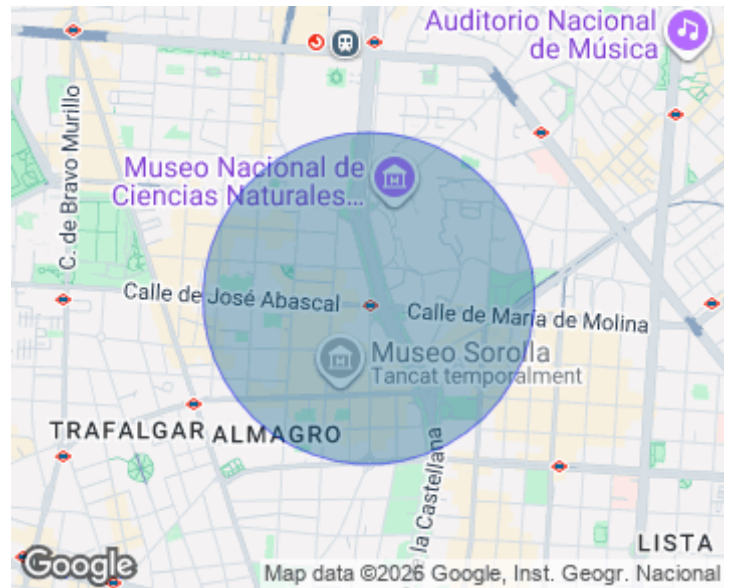 Auditorio Nacional
de Música
C. de Bravo Murillo
Museo Nacional de
Ciencias Naturales...
Calle de José Abascal
Calle de María de Molina
Museo Sorolla
Tancat temporalment
TRAFALGAR
ALMAGRO
la Castellana
LISTA
Google
Map data ©2026 Google, Inst. Geogr. Nacional